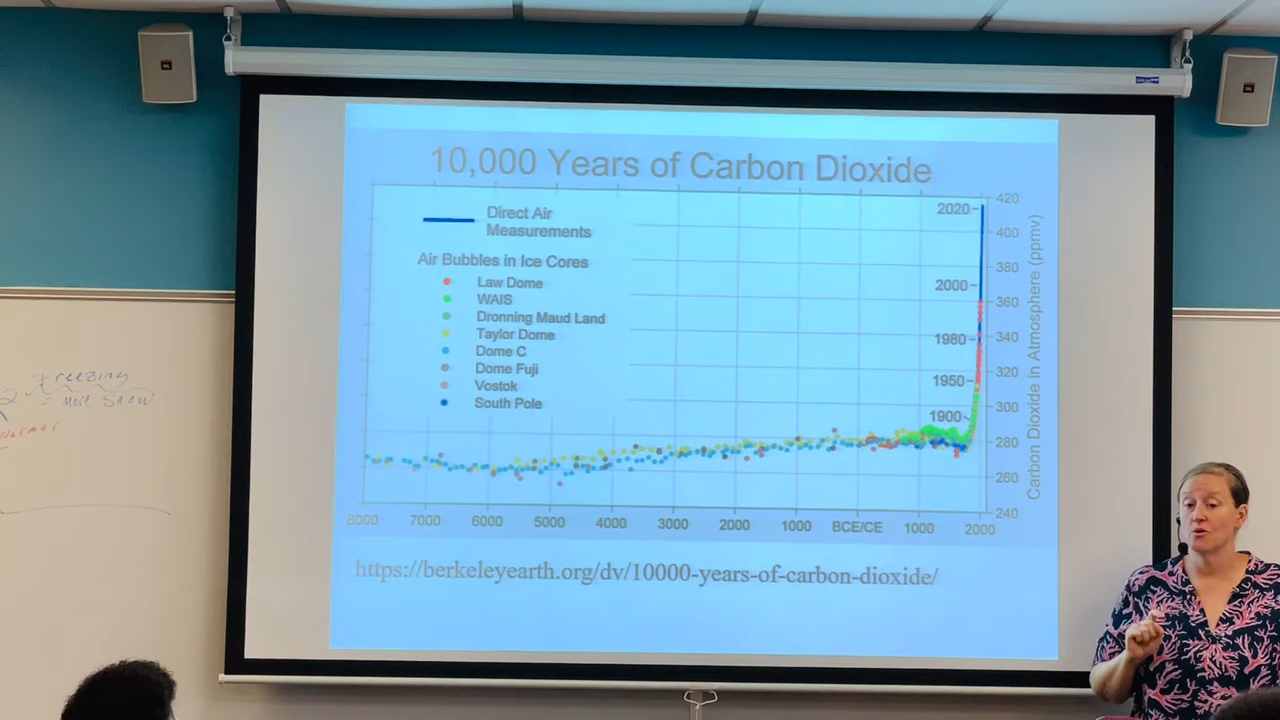 10,000 Years of Carbon Dioxide
Direct Air
Measurements
Air Bubbles in Ice Cores
Law Dome
WAIS
Dronning Maud Land
Taylor Dome
Dome C
Dome Fuji
Vostok
South Pole
2020
2000
1980
1950
1900
420
400
380
360
340
320
300
280
260
240
Carbon Dioxide in Atmosphere (ppmv)
8000 7000 6000 5000 4000 3000 2000 1000 BCE/CE 1000 2000
https://berkeleyearth.org/dv/10000-years-of-carbon-dioxide/
Freezing
= more snow
warmer
JBL
JBL